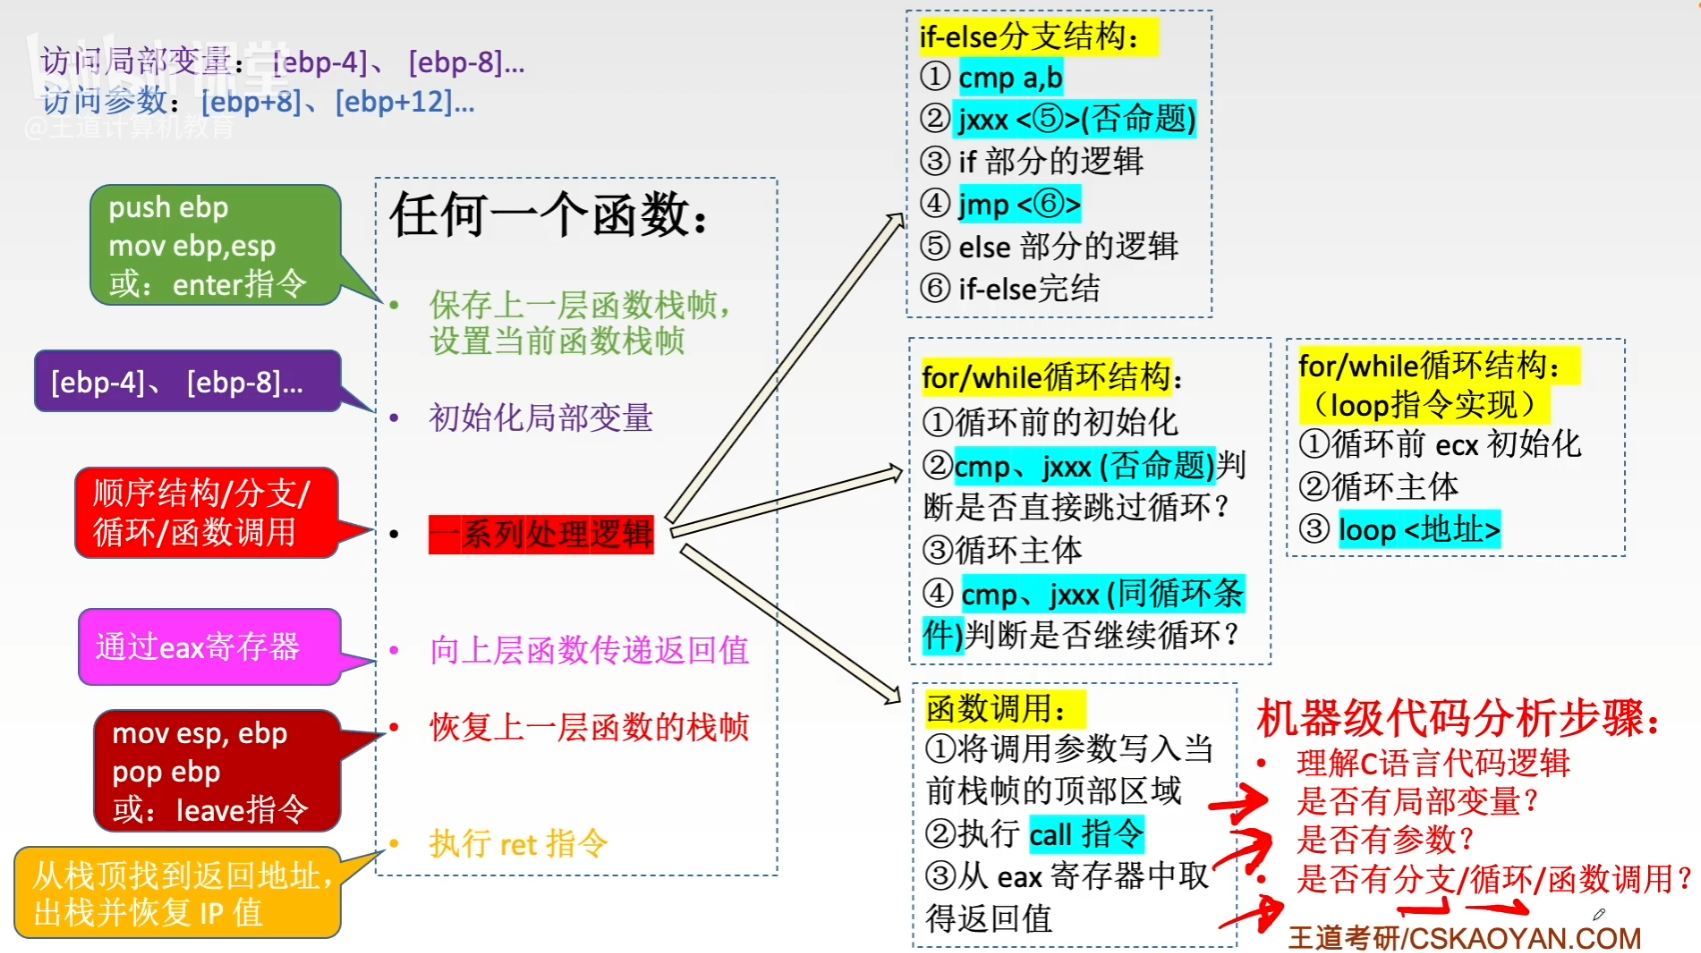 bilibili课堂
访问局部变量： [ebp-4]、 [ebp-8]...
访问参数：[ebp+8]、[ebp+12]...
@王道计算机教育
push ebp
mov ebp,esp
或：enter指令
[ebp-4]、 [ebp-8]...
顺序结构/分支/
循环/函数调用
通过eax寄存器
mov esp, ebp
pop ebp
或：leave指令
从栈顶找到返回地址，
出栈并恢复 IP 值
任何一个函数：
• 保存上一层函数栈帧，
设置当前函数栈帧
• 初始化局部变量
• 一系列处理逻辑
• 向上层函数传递返回值
• 恢复上一层函数的栈帧
• 执行 ret 指令
if-else分支结构：
① cmp a,b
② jxxx <⑤>(否命题)
③ if 部分的逻辑
④ jmp <⑥>
⑤ else 部分的逻辑
⑥ if-else完结
for/while循环结构：
①循环前的初始化
②cmp、jxxx (否命题)判
断是否直接跳过循环？
③循环主体
④ cmp、jxxx (同循环条
件)判断是否继续循环？
for/while循环结构：
（loop指令实现）
①循环前 ecx 初始化
②循环主体
③ loop <地址>
函数调用：
①将调用参数写入当
前栈帧的顶部区域
②执行 call 指令
③从 eax 寄存器中取
得返回值
机器级代码分析步骤：
• 理解C语言代码逻辑
是否有局部变量？
是否有参数？
• 是否有分支/循环/函数调用？
王道考研/CSKAOYAN.COM